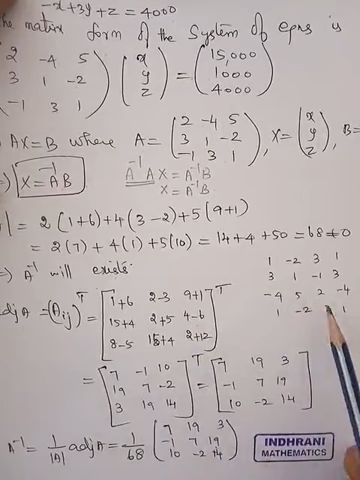 -x+3y+z = 4000
The matrix form of the System of eqns is
(2 -4 5
3 1 -2
-1 3 1) (x
y
z) = (15,000
1000
4000)
AX=B where A = (2 -4 5
3 1 -2
-1 3 1), X = (x
y
z), B =
X = A⁻¹B
A⁻¹A X = A⁻¹B
X = A⁻¹B
| = 2(1+6)+4(3-2)+5(9+1)
= 2(7)+4(1)+5(10) = 14+4+50 = 68 ≠ 0
=> A⁻¹ will exists
1 -2 3 1
3 1 -1 3
-4 5 2 -4
1 -2 1
adj A = (Aij)ᵀ = [1+6 2-3 9+1
15+4 2+5 4-6
8-5 15+4 2+12]ᵀ
= [7 -1 10
19 7 -2
3 19 14]ᵀ = [7 19 3
-1 7 19
10 -2 14]
A⁻¹ = 1/|A| adj A = 1/68 (7 19 3
-1 7 19
10 -2 14)
INDHRANI
MATHEMATICS